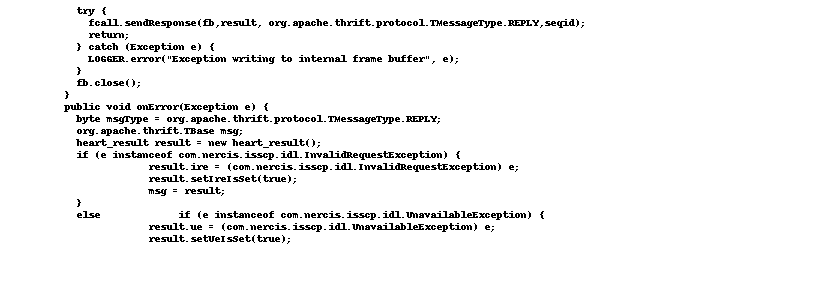 try {
fcall.sendResponse(fb,result, org.apache.thrift.protocol.TMessageType.REPLY,seqid);
return;
} catch (Exception e) {
LOGGER.error("Exception writing to internal frame buffer", e);
}
fb.close();
}
public void onError(Exception e) {
byte msgType = org.apache.thrift.protocol.TMessageType.REPLY;
org.apache.thrift.TBase msg;
heart_result result = new heart_result();
if (e instanceof com.nercis.isscp.idl.InvalidRequestException) {
result.ire = (com.nercis.isscp.idl.InvalidRequestException) e;
result.setIreIsSet(true);
msg = result;
}
else if (e instanceof com.nercis.isscp.idl.UnavailableException) {
result.ue = (com.nercis.isscp.idl.UnavailableException) e;
result.setUeIsSet(true);